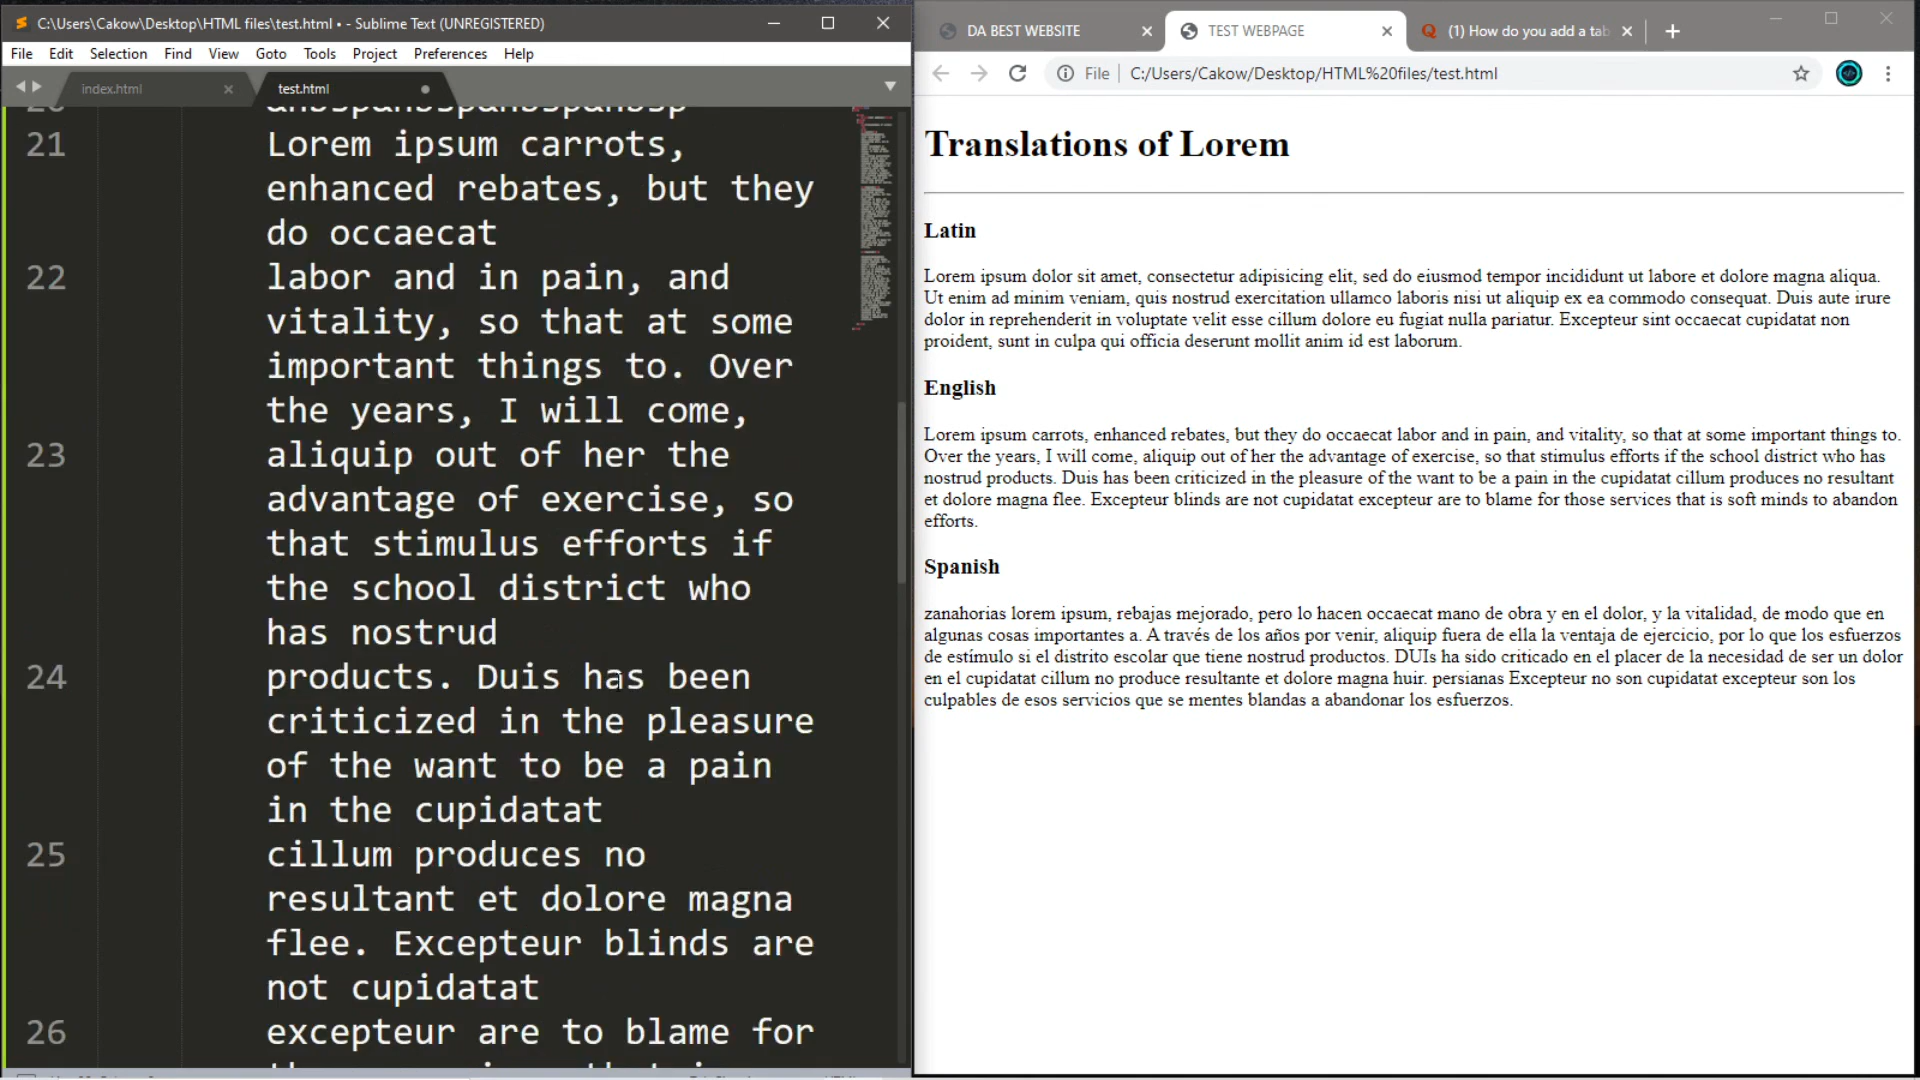 C:\Users\Cakow\Desktop\HTML files\test.html • - Sublime Text (UNREGISTERED)
File Edit Selection Find View Goto Tools Project Preferences Help
index.html
test.html
21 Lorem ipsum carrots,
enhanced rebates, but they
do occaecat
22 labor and in pain, and
vitality, so that at some
important things to. Over
the years, I will come,
23 aliquip out of her the
advantage of exercise, so
that stimulus efforts if
the school district who
has nostrud
24 products. Duis has been
criticized in the pleasure
of the want to be a pain
in the cupidatat
25 cillum produces no
resultant et dolore magna
flee. Excepteur blinds are
not cupidatat
26 excepteur are to blame for
DA BEST WEBSITE
TEST WEBPAGE
(1) How do you add a tab
File C:/Users/Cakow/Desktop/HTML%20files/test.html
Translations of Lorem
Latin
Lorem ipsum dolor sit amet, consectetur adipisicing elit, sed do eiusmod tempor incididunt ut labore et dolore magna aliqua.
Ut enim ad minim veniam, quis nostrud exercitation ullamco laboris nisi ut aliquip ex ea commodo consequat. Duis aute irure
dolor in reprehenderit in voluptate velit esse cillum dolore eu fugiat nulla pariatur. Excepteur sint occaecat cupidatat non
proident, sunt in culpa qui officia deserunt mollit anim id est laborum.
English
Lorem ipsum carrots, enhanced rebates, but they do occaecat labor and in pain, and vitality, so that at some important things to.
Over the years, I will come, aliquip out of her the advantage of exercise, so that stimulus efforts if the school district who has
nostrud products. Duis has been criticized in the pleasure of the want to be a pain in the cupidatat cillum produces no resultant
et dolore magna flee. Excepteur blinds are not cupidatat excepteur are to blame for those services that is soft minds to abandon
efforts.
Spanish
zanahorias lorem ipsum, rebajas mejorado, pero lo hacen occaecat mano de obra y en el dolor, y la vitalidad, de modo que en
algunas cosas importantes a. A través de los años por venir, aliquip fuera de ella la ventaja de ejercicio, por lo que los esfuerzos
de estímulo si el distrito escolar que tiene nostrud productos. DUIs ha sido criticado en el placer de la necesidad de ser un dolor
en el cupidatat cillum no produce resultante et dolore magna huir. persianas Excepteur no son cupidatat excepteur son los
culpables de esos servicios que se mentes blandas a abandonar los esfuerzos.